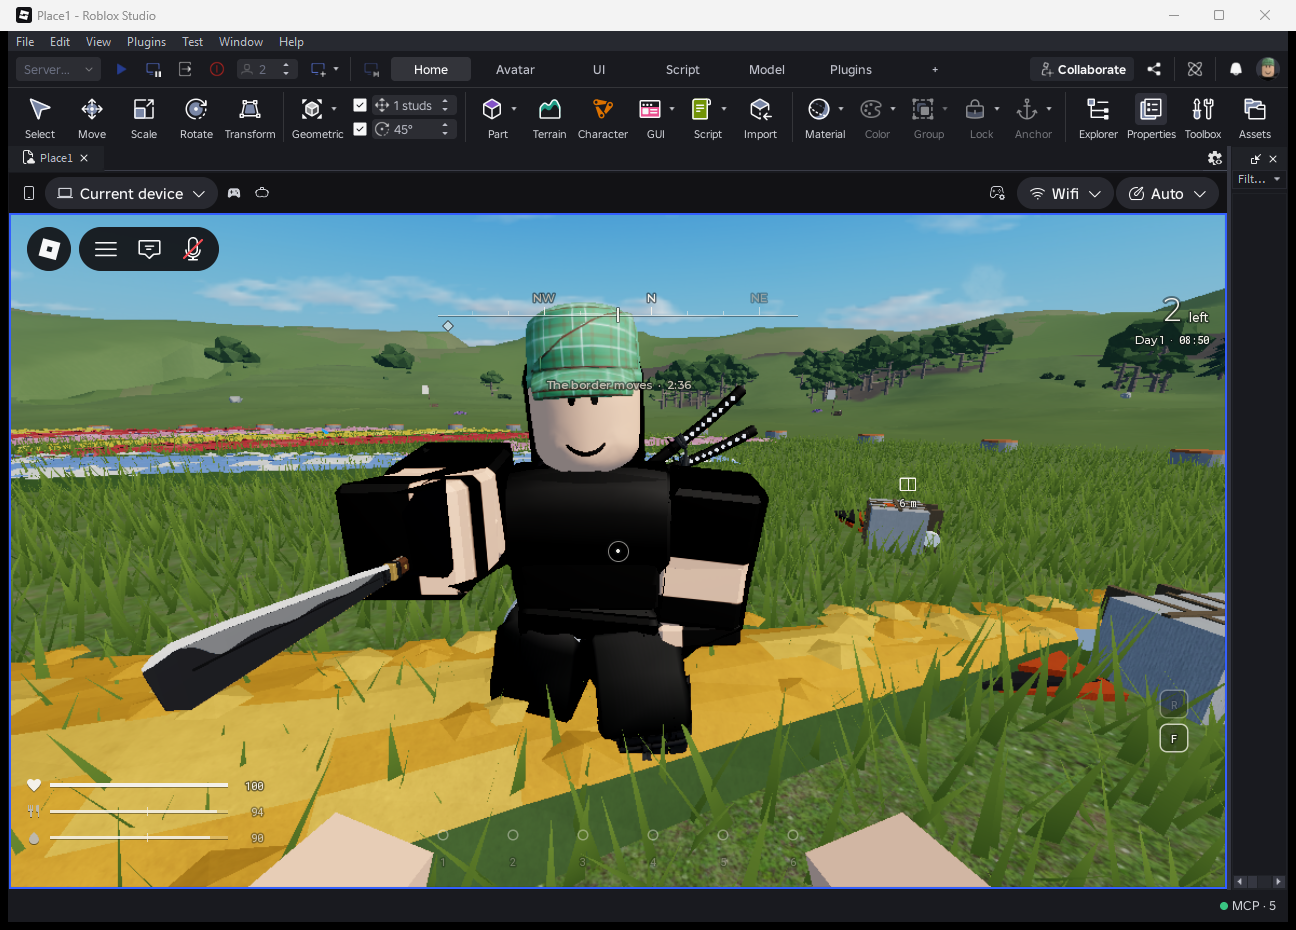 Place1 - Roblox Studio
File Edit View Plugins Test Window Help
Server... 2 Home Avatar UI Script Model Plugins + Collaborate
1 studs
45°
Select Move Scale Rotate Transform Geometric Part Terrain Character GUI Script Import Material Color Group Lock Anchor Explorer Properties Toolbox Assets
Place1
Filt...
Current device Wifi Auto
NW N NE
2 left
Day 1 · 08:50
The border moves · 2:36
6 m
R
F
100
94
90
1 2 3 4 5 6
MCP · 5